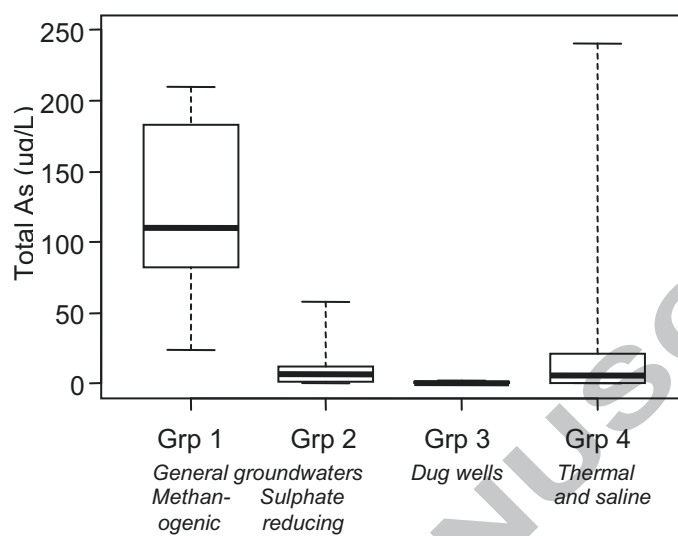 Total As (ug/L)
250
200
150
100
50
0
Grp 1 Grp 2 Grp 3 Grp 4
General groundwaters Dug wells Thermal
Methan- Sulphate and saline
ogenic reducing
NUSC